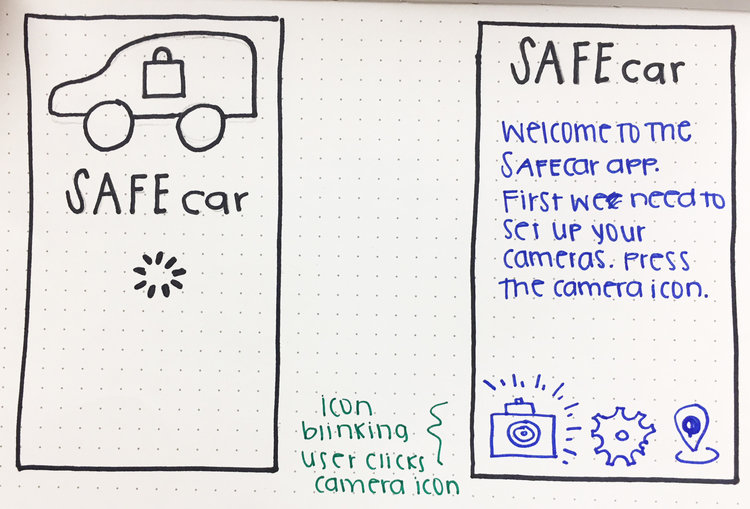 SAFE car
SAFE car
Welcome to the
SAFEcar app.
First we need to
set up your
cameras. Press
the camera icon.
icon
blinking
user clicks
camera icon